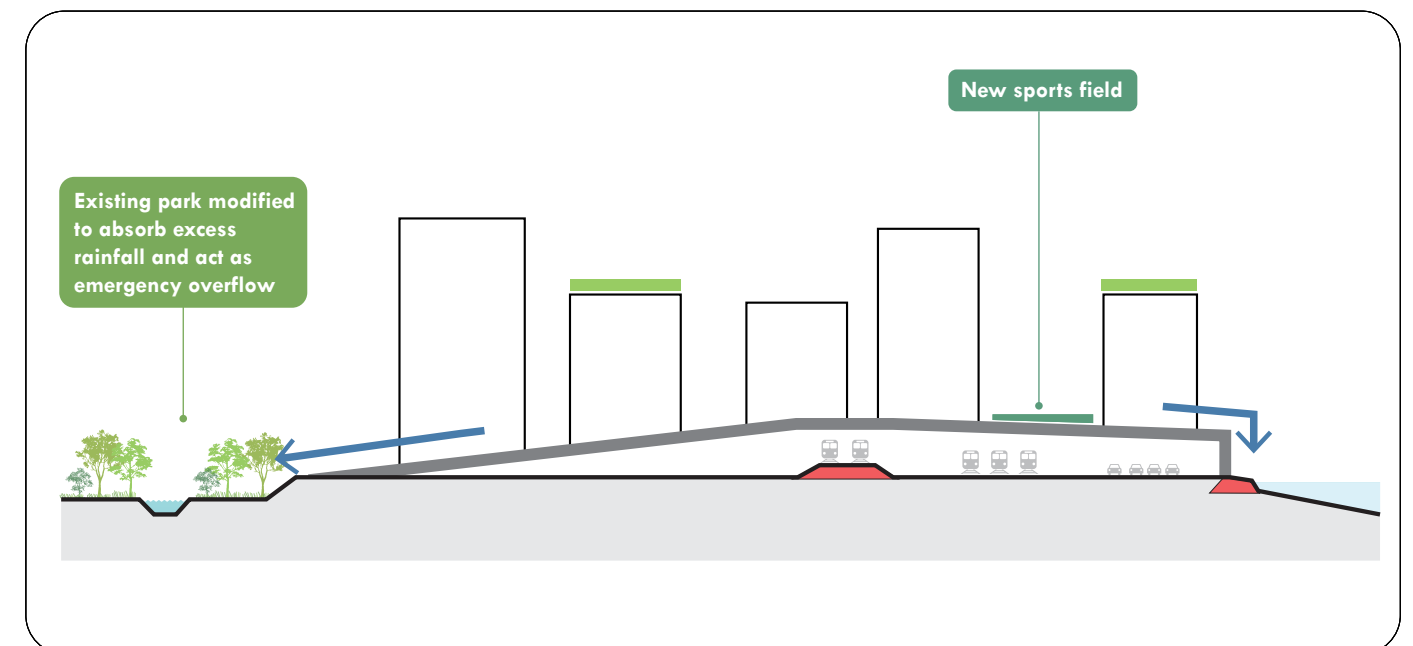 New sports field
Existing park modified
to absorb excess
rainfall and act as
emergency overflow